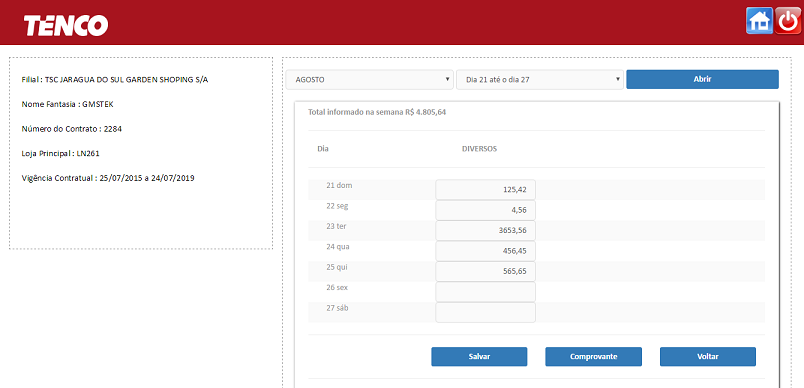 TENCO
Filial : TSC JARAGUA DO SUL GARDEN SHOPING S/A
Nome Fantasia : GMSTEK
Número do Contrato : 2284
Loja Principal : LN261
Vigência Contratual : 25/07/2015 a 24/07/2019
AGOSTO Dia 21 até o dia 27 Abrir
Total informado na semana R$ 4.805,64
Dia DIVERSOS
21 dom 125,42
22 seg 4,56
23 ter 3653,56
24 qua 456,45
25 qui 565,65
26 sex
27 sáb
Salvar Comprovante Voltar